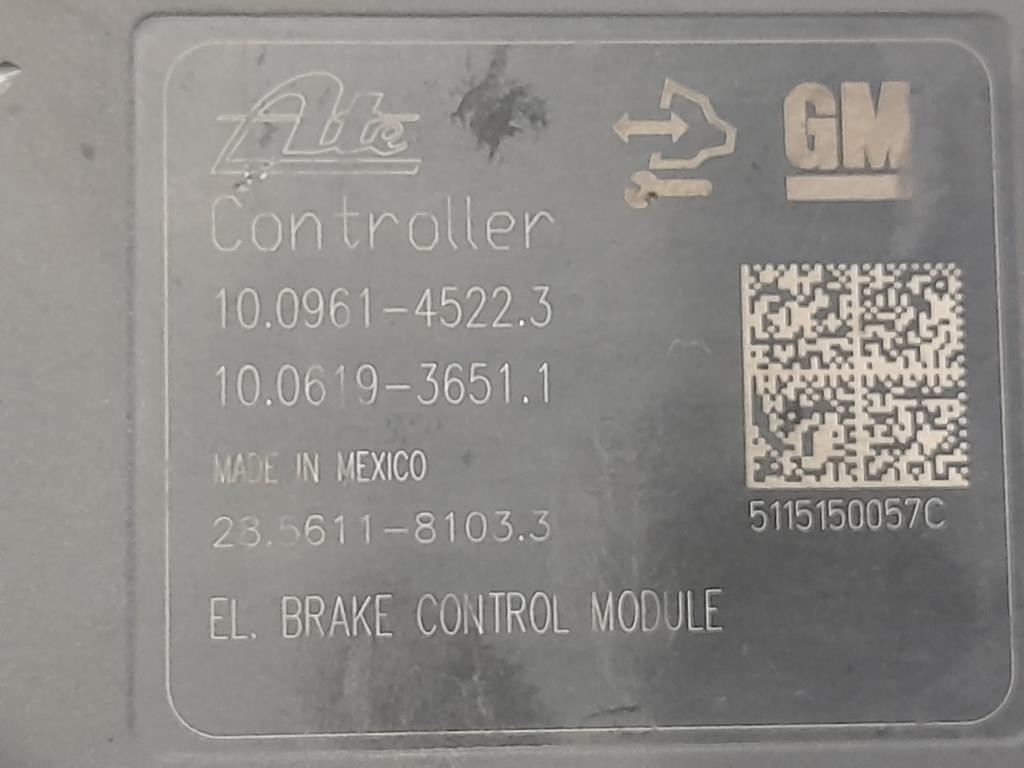 Ate
GM
Controller
10.0961-4522.3
10.0619-3651.1
MADE IN MEXICO
28.5611-8103.3
5115150057C
EL. BRAKE CONTROL MODULE